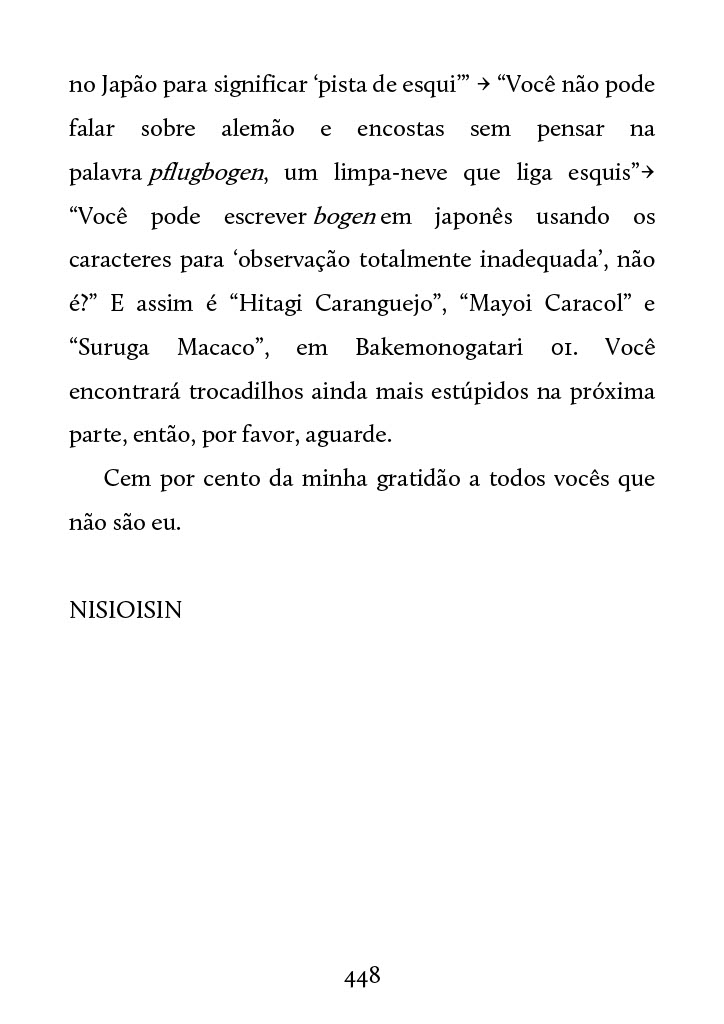 no Japão para significar ‘pista de esqui’” → “Você não pode
falar sobre alemão e encostas sem pensar na
palavra pflugbogen, um limpa-neve que liga esquis”→
“Você pode escrever bogen em japonês usando os
caracteres para ‘observação totalmente inadequada’, não
é?” E assim é “Hitagi Caranguejo”, “Mayoi Caracol” e
“Suruga Macaco”, em Bakemonogatari 01. Você
encontrará trocadilhos ainda mais estúpidos na próxima
parte, então, por favor, aguarde.
Cem por cento da minha gratidão a todos vocês que
não são eu.
NISIOISIN
448